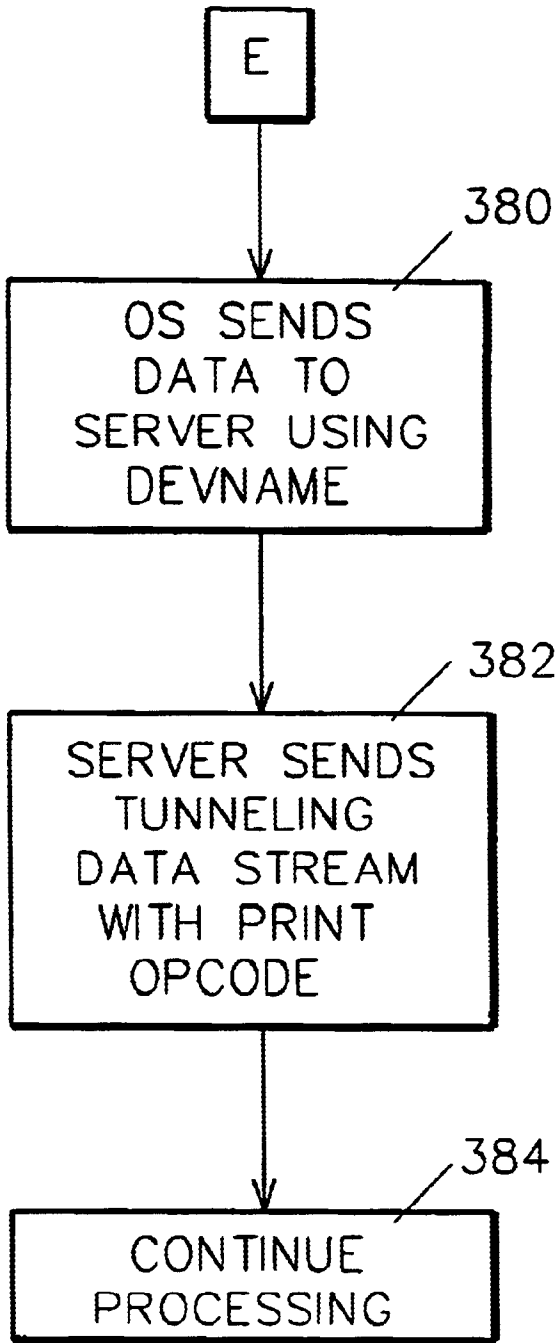 E
380
OS SENDS
DATA TO
SERVER USING
DEVNAME
382
SERVER SENDS
TUNNELING
DATA STREAM
WITH PRINT
OPCODE
384
CONTINUE
PROCESSING